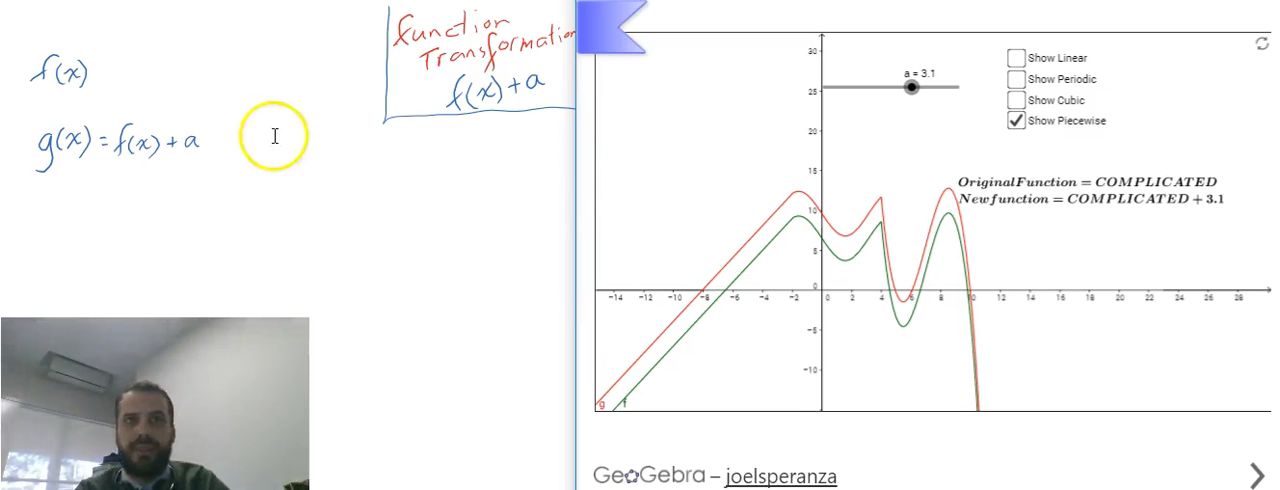 f(x)
g(x) = f(x) + a
function
Transformation
f(x) + a
a = 3.1
Show Linear
Show Periodic
Show Cubic
Show Piecewise
OriginalFunction = COMPLICATED
Newfunction = COMPLICATED + 3.1
30
25
20
15
10
5
0
−5
−10
−14 −12 −10 −8 −6 −4 −2 0 2 4 6 8 10 12 14 16 18 20 22 24 26 28
g f
GeoGebra – joelsperanza